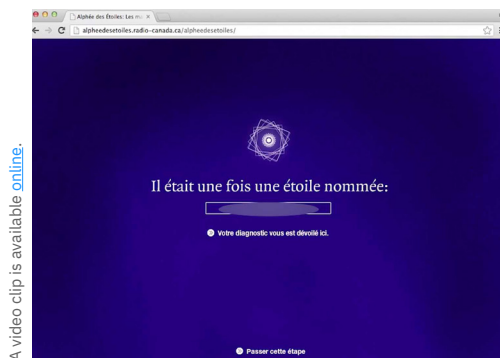 Alphée des Étoiles: Les mo
alpheedesetoiles.radio-canada.ca/alpheedesetoiles/
Il était une fois une étoile nommée:
Votre diagnostic vous est dévoilé ici.
Passer cette étape
A video clip is available online.